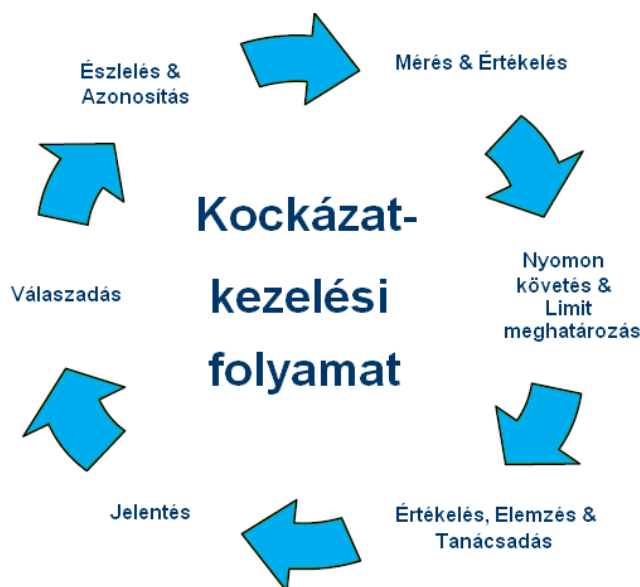 Észlelés &
Azonosítás
Mérés & Értékelés
Kockázat-
kezelési
folyamat
Nyomon
követés &
Limit
meghatározás
Értékelés, Elemzés &
Tanácsadás
Jelentés
Válaszadás